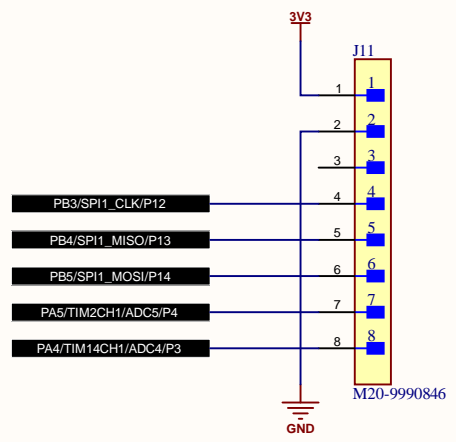 3V3
J11
1 1
2 2
3 3
PB3/SPI1_CLK/P12 4 4
PB4/SPI1_MISO/P13 5 5
PB5/SPI1_MOSI/P14 6 6
PA5/TIM2CH1/ADC5/P4 7 7
PA4/TIM14CH1/ADC4/P3 8 8
M20-9990846
GND